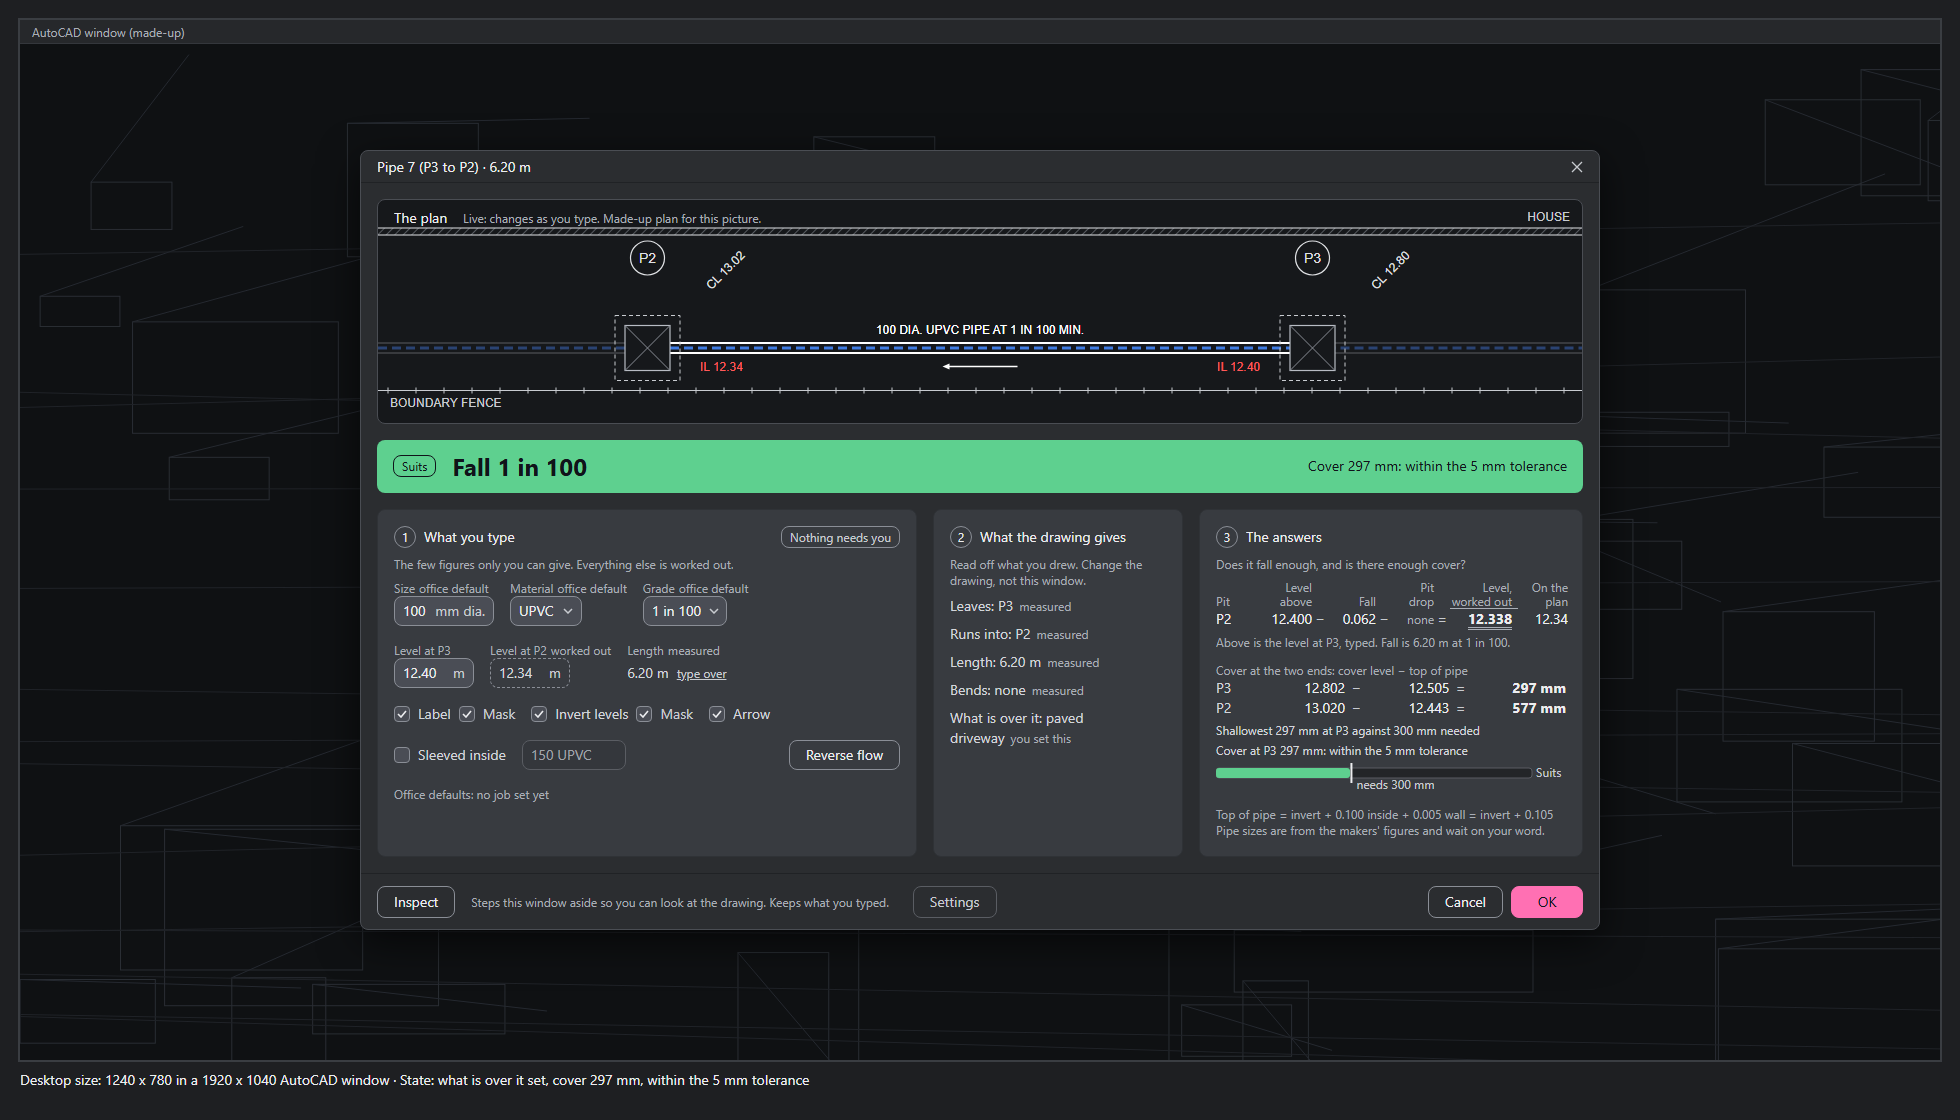 AutoCAD window (made-up)
Pipe 7 (P3 to P2) · 6.20 m
The plan Live: changes as you type. Made-up plan for this picture.
HOUSE
P2
CL 13.02
P3
CL 12.80
100 DIA. UPVC PIPE AT 1 IN 100 MIN.
IL 12.34
IL 12.40
BOUNDARY FENCE
Suits Fall 1 in 100
Cover 297 mm: within the 5 mm tolerance
1 What you type Nothing needs you
The few figures only you can give. Everything else is worked out.
Size office default Material office default Grade office default
100 mm dia. UPVC 1 in 100
Level at P3 Level at P2 worked out Length measured
12.40 m 12.34 m 6.20 m type over
Label Mask Invert levels Mask Arrow
Sleeved inside 150 UPVC Reverse flow
Office defaults: no job set yet
2 What the drawing gives
Read off what you drew. Change the
drawing, not this window.
Leaves: P3 measured
Runs into: P2 measured
Length: 6.20 m measured
Bends: none measured
What is over it: paved
driveway you set this
3 The answers
Does it fall enough, and is there enough cover?
Level Pit Level, On the
Pit above Fall drop worked out plan
P2 12.400 − 0.062 − none = 12.338 12.34
Above is the level at P3, typed. Fall is 6.20 m at 1 in 100.
Cover at the two ends: cover level − top of pipe
P3 12.802 − 12.505 = 297 mm
P2 13.020 − 12.443 = 577 mm
Shallowest 297 mm at P3 against 300 mm needed
Cover at P3 297 mm: within the 5 mm tolerance
Suits
needs 300 mm
Top of pipe = invert + 0.100 inside + 0.005 wall = invert + 0.105
Pipe sizes are from the makers' figures and wait on your word.
Inspect Steps this window aside so you can look at the drawing. Keeps what you typed. Settings
Cancel OK
Desktop size: 1240 x 780 in a 1920 x 1040 AutoCAD window · State: what is over it set, cover 297 mm, within the 5 mm tolerance